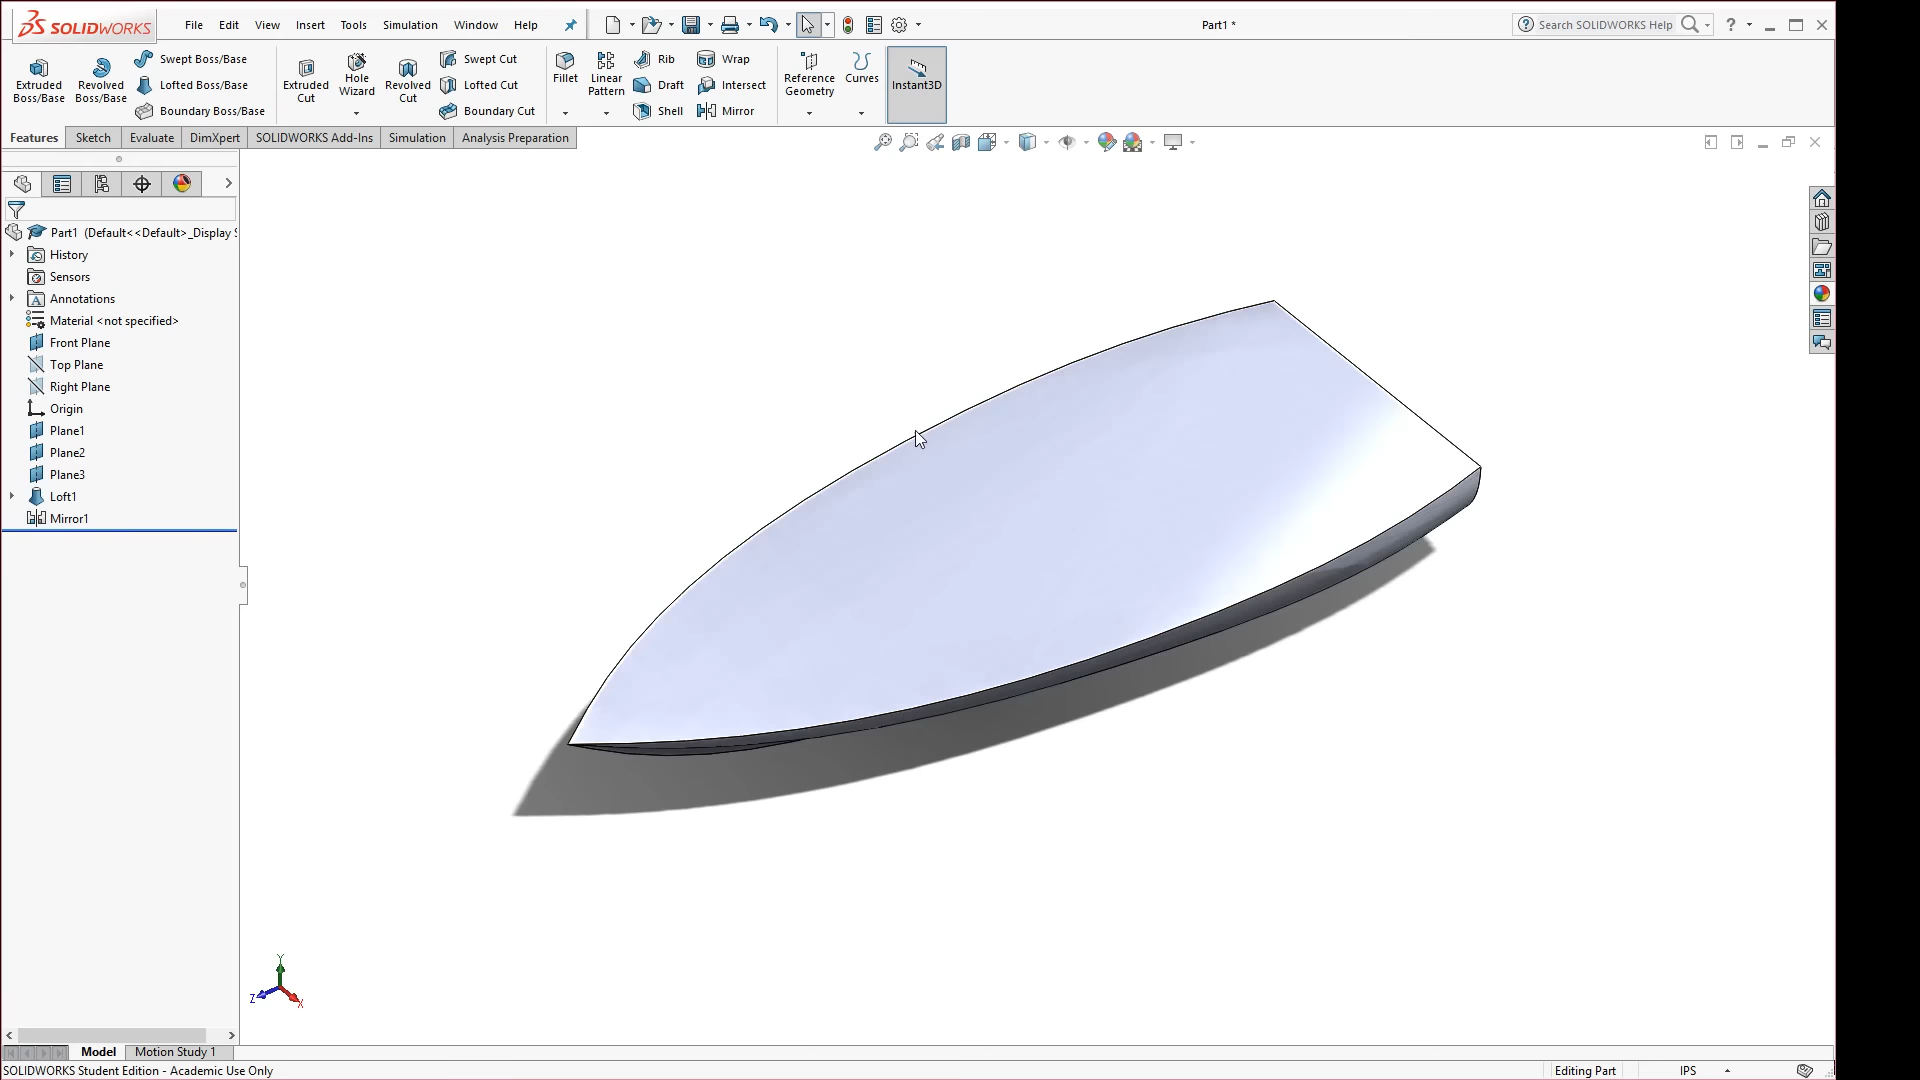 SOLIDWORKS File Edit View Insert Tools Simulation Window Help Part1 * Search SOLIDWORKS Help ?
Extruded Boss/Base
Revolved Boss/Base
Swept Boss/Base
Lofted Boss/Base
Boundary Boss/Base
Extruded Cut
Hole Wizard
Revolved Cut
Swept Cut
Lofted Cut
Boundary Cut
Fillet
Linear Pattern
Rib
Draft
Shell
Wrap
Intersect
Mirror
Reference Geometry
Curves
Instant3D
Features Sketch Evaluate DimXpert SOLIDWORKS Add-Ins Simulation Analysis Preparation
Part1 (Default<<Default>_Display S
History
Sensors
A Annotations
Material <not specified>
Front Plane
Top Plane
Right Plane
Origin
Plane1
Plane2
Plane3
Loft1
Mirror1
Y
Z X
Model Motion Study 1
SOLIDWORKS Student Edition - Academic Use Only Editing Part IPS